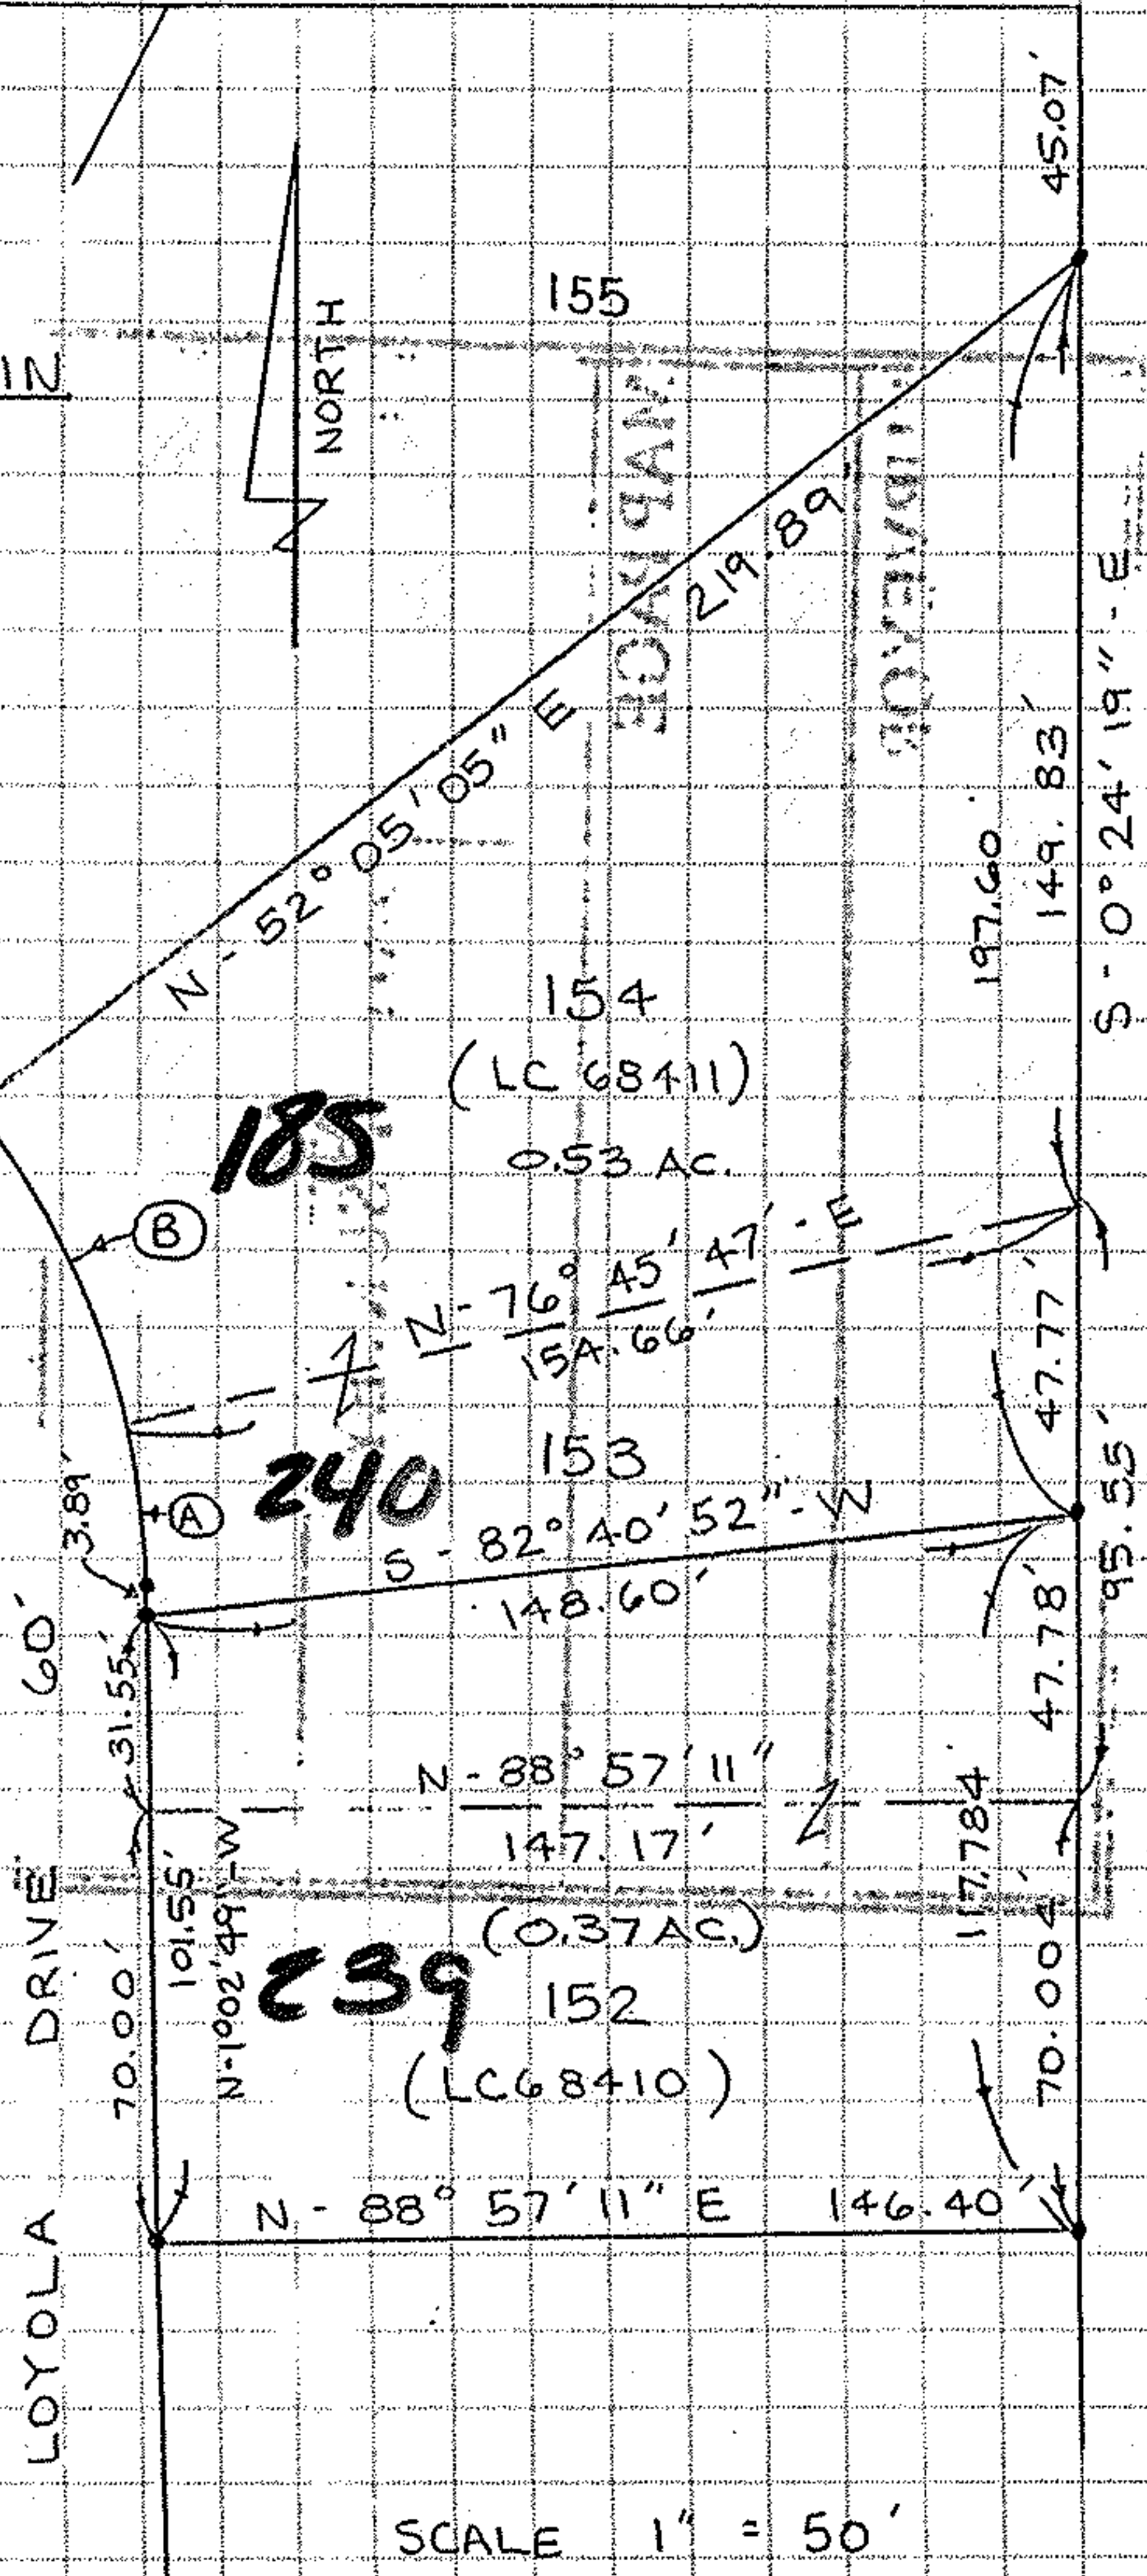 45.07'
155
IN
NORTH
219.89'
N - 52° 05' 05" E
149.83'
197.60
S - 0° 24' 19" - E
154
(LC 68411)
0.53 AC.
185
B
N - 76° 45' 47' - E
154.66'
47.77'
153
240
A
3.89'
S - 82° 40' 52" - W
148.60'
95.55'
47.78'
60'
31.55'
N - 88° 57' 11"
147.17'
117.784
(0.37 AC.)
101.55'
N-1°02'49"-W
239
152
(LC68410)
70.00'
70.004'
LOYOLA DRIVE
N - 88° 57' 11" E 146.40'
SCALE 1" = 50'